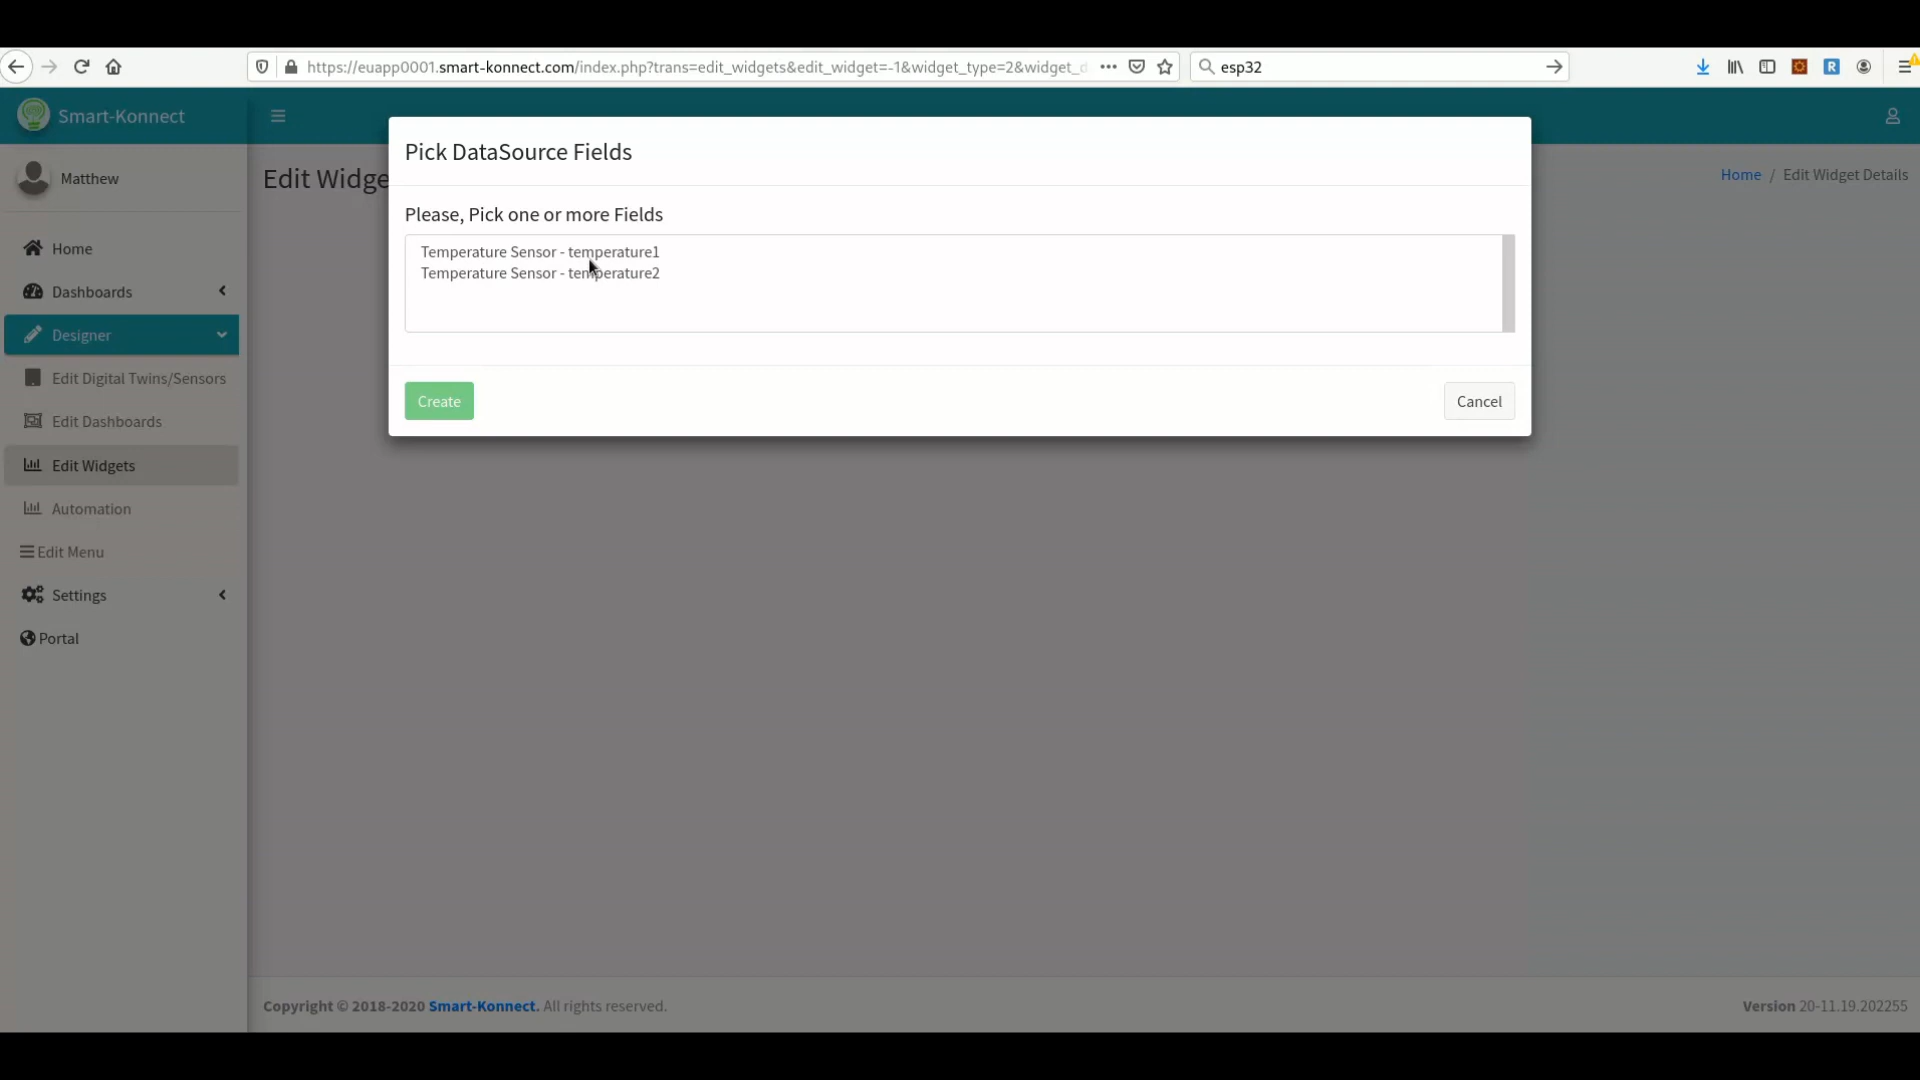 https://euapp0001.smart-konnect.com/index.php?trans=edit_widgets&edit_widget=-1&widget_type=2&widget_
esp32
Smart-Konnect
Pick DataSource Fields
Matthew
Edit Widge
Home / Edit Widget Details
Please, Pick one or more Fields
Temperature Sensor - temperature1
Temperature Sensor - temperature2
Home
Dashboards
Designer
Edit Digital Twins/Sensors
Create
Cancel
Edit Dashboards
Edit Widgets
Automation
Edit Menu
Settings
Portal
Copyright © 2018-2020 Smart-Konnect. All rights reserved.
Version 20-11.19.202255